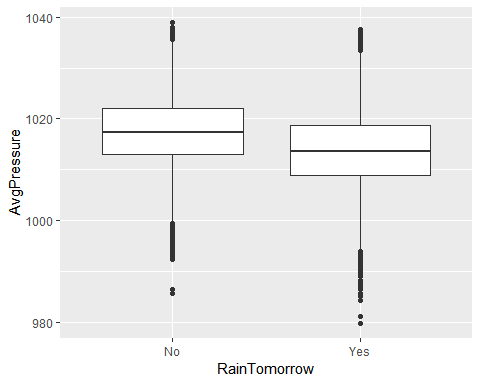 AvgPressure
1040
1020
1000
980
No Yes
RainTomorrow